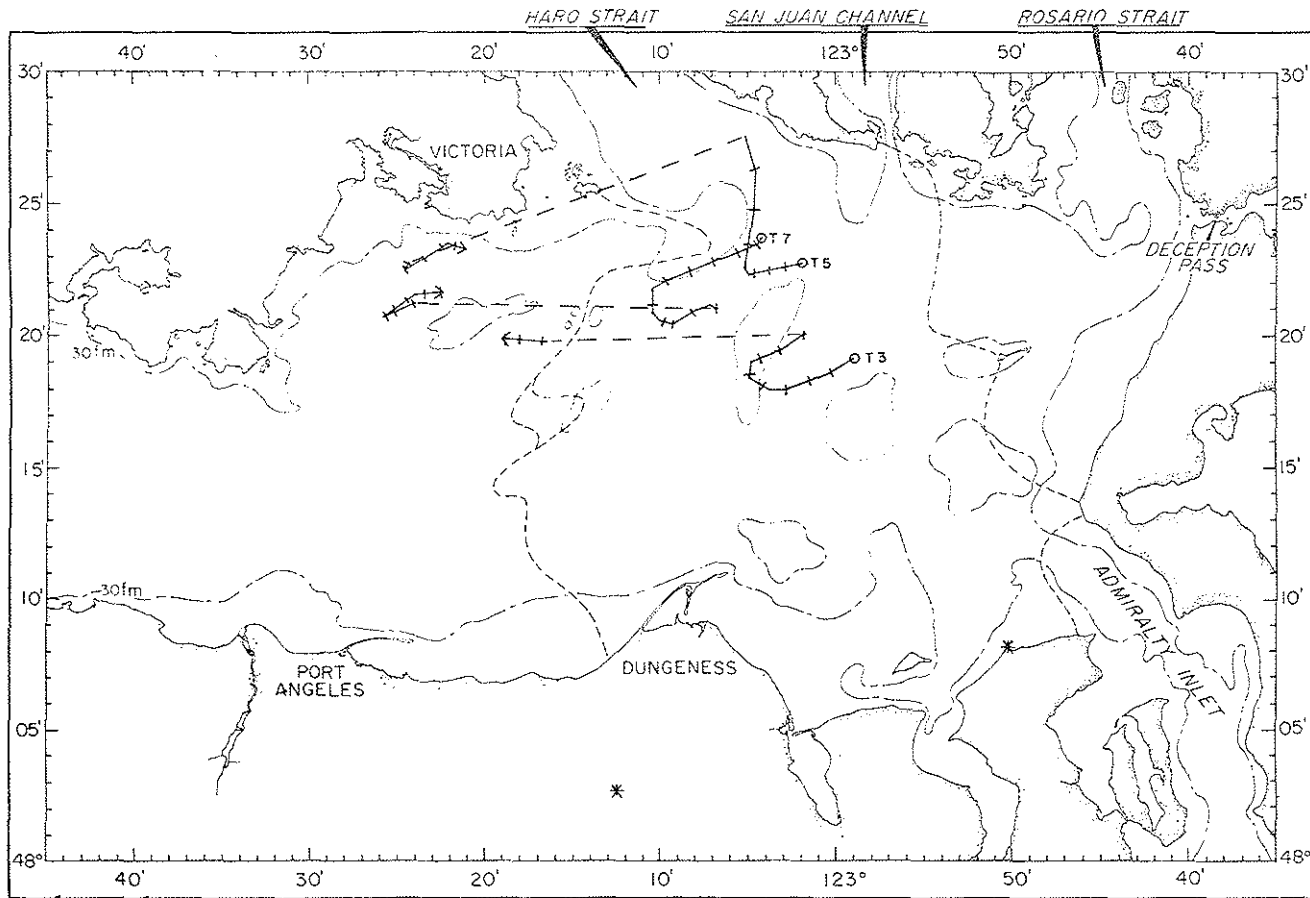 HARO STRAIT SAN JUAN CHANNEL ROSARIO STRAIT
40' 30' 20' 10' 123° 50' 40'
30' 30'
VICTORIA
25' 25'
T7
DECEPTION
PASS
T5
20' 20'
30fm
T3
15' 15'
10' 30fm 10'
ADMIRALTY
INLET
PORT
ANGELES
DUNGENESS
05' 05'
48° 48°
40' 30' 20' 10' 123° 50' 40'